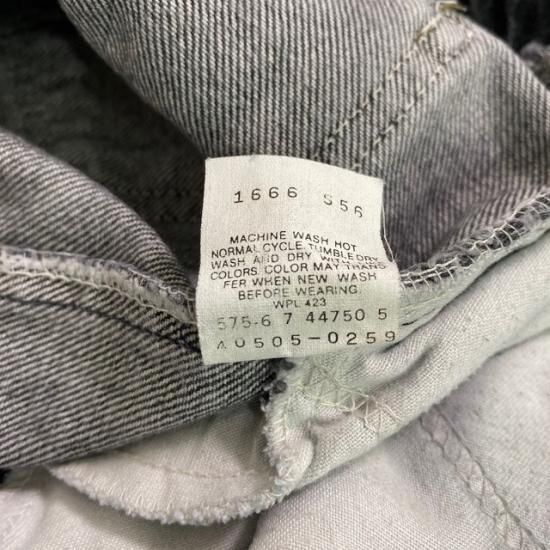 1666 S56
MACHINE WASH HOT
NORMAL CYCLE. TUMBLE DRY
WASH AND DRY WITH
COLORS. COLOR MAY TRANS
FER WHEN NEW WASH
BEFORE WEARING.
WPL 423
575-6 7 44750 5
A0505-0259